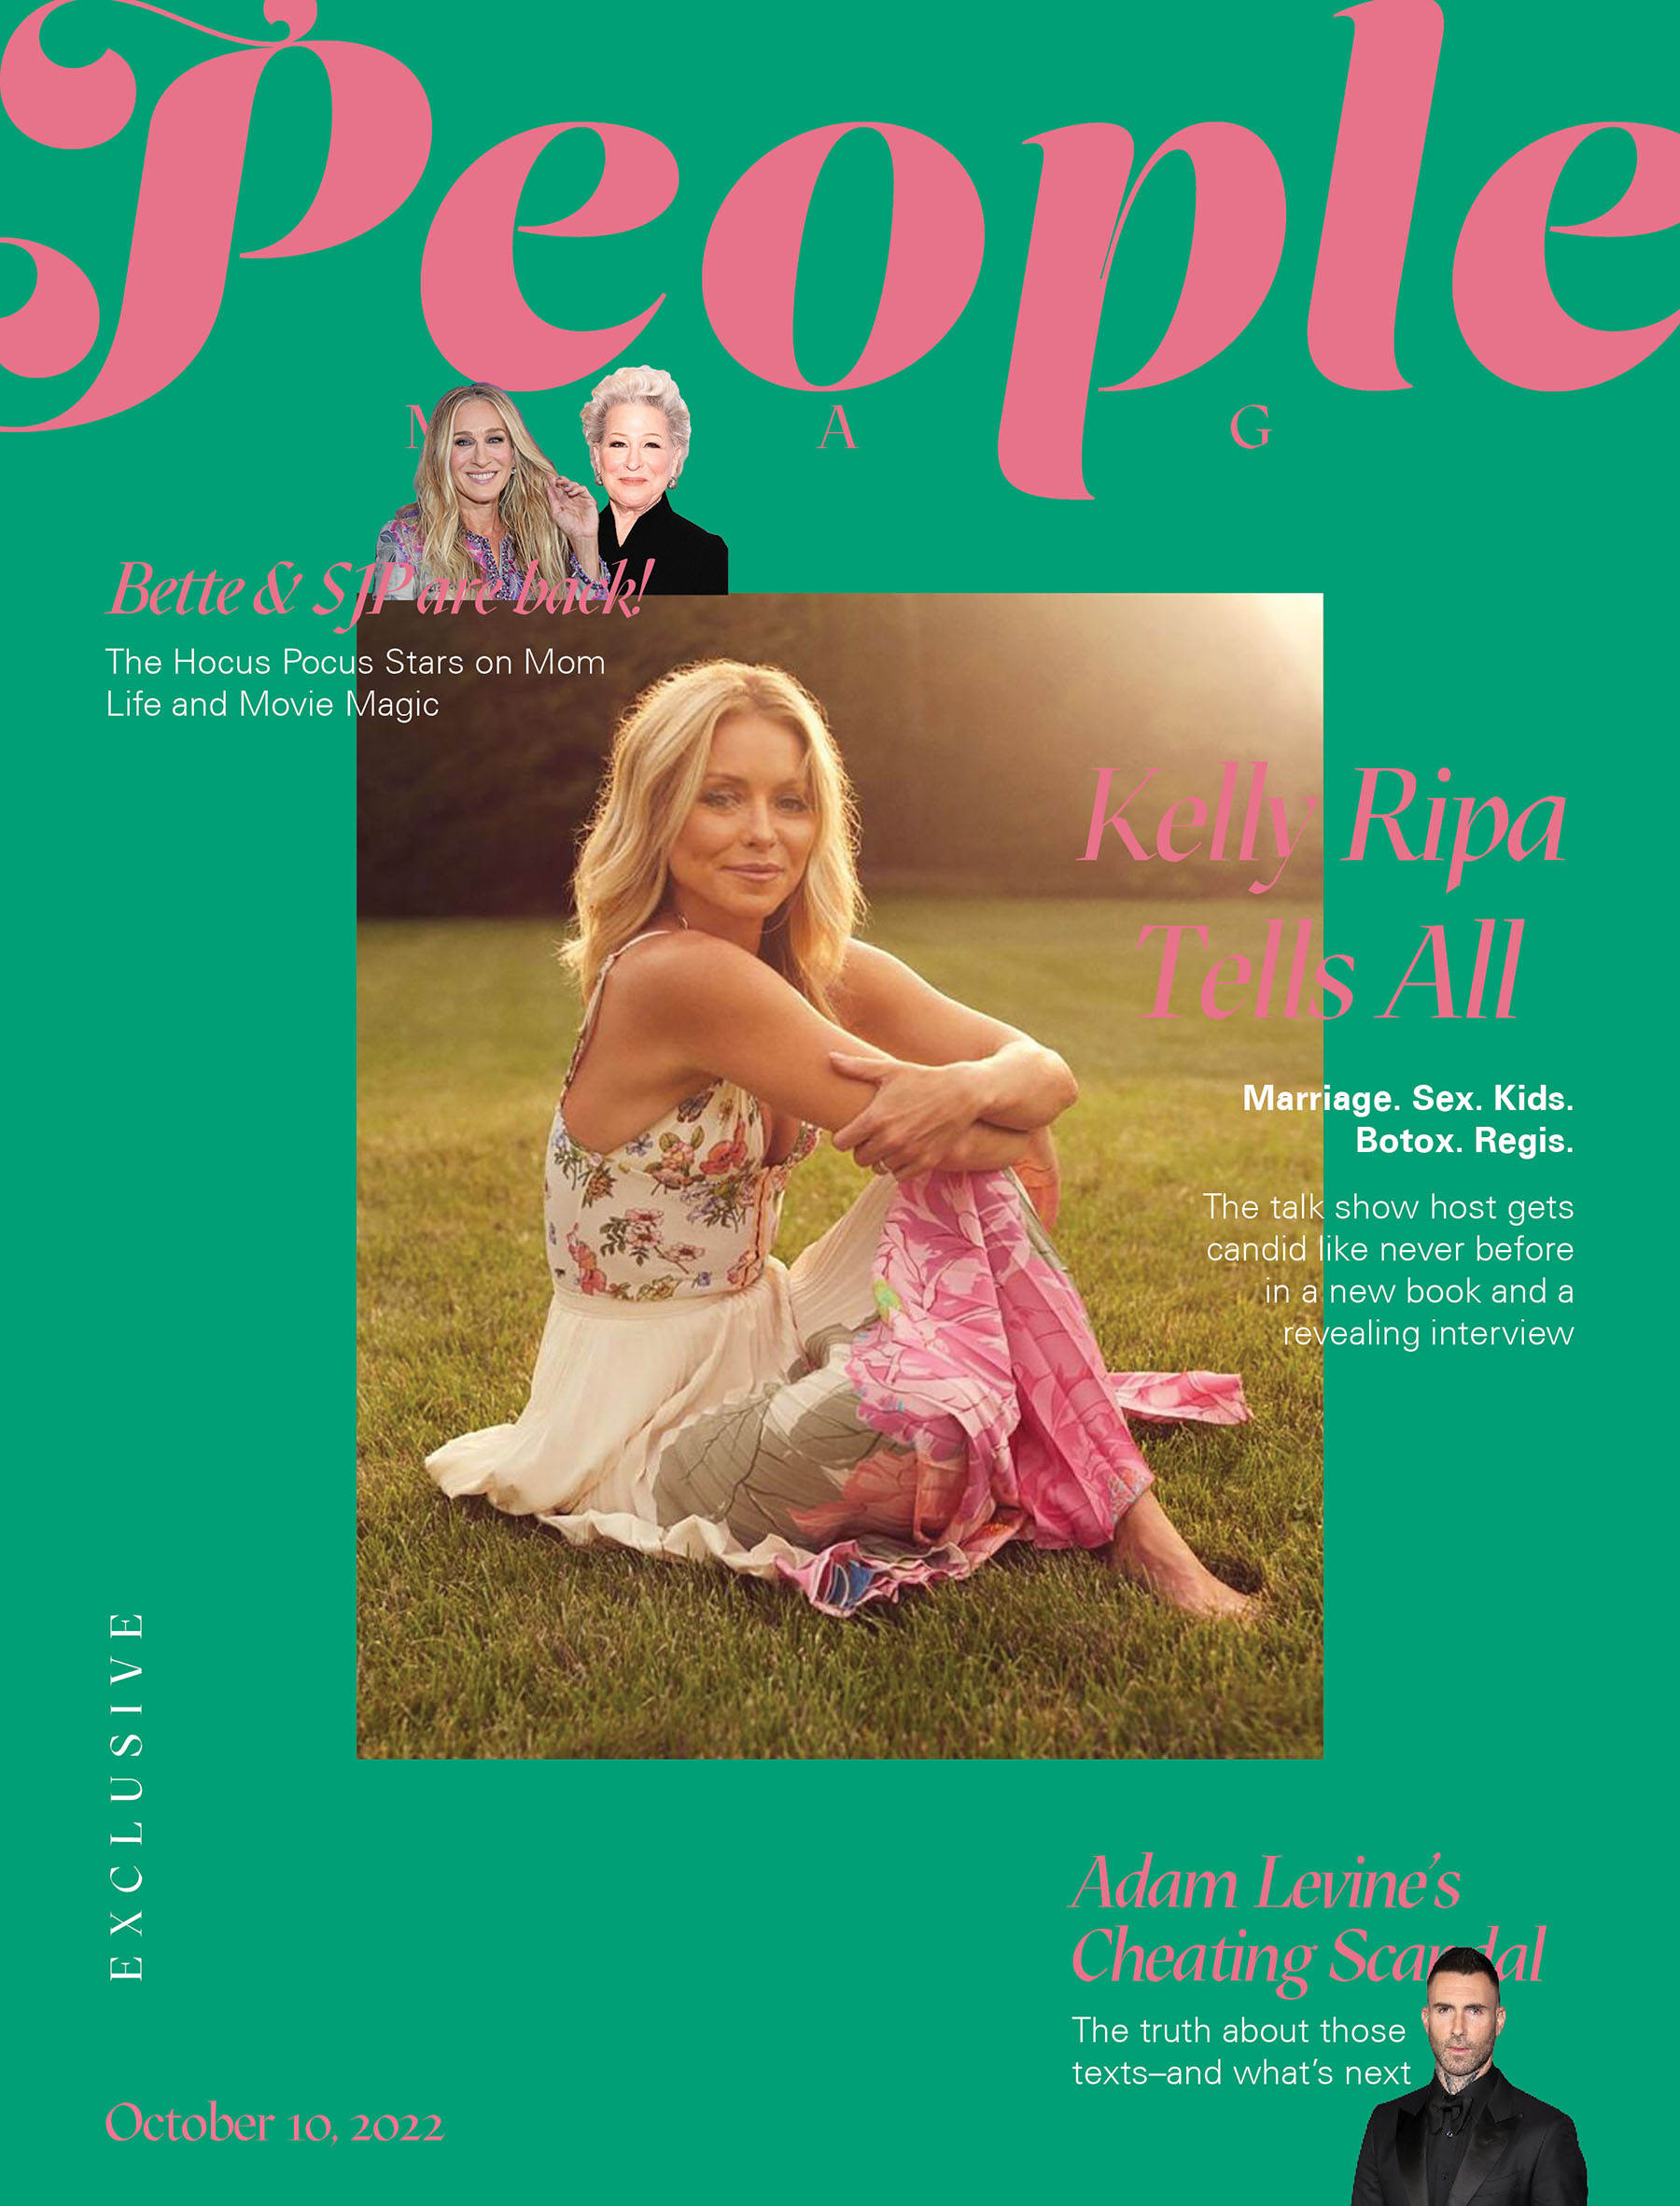 People
M A G
Bette & SJP are back!
The Hocus Pocus Stars on Mom
Life and Movie Magic
Kelly Ripa
Tells All
Marriage. Sex. Kids.
Botox. Regis.
The talk show host gets
candid like never before
in a new book and a
revealing interview
EXCLUSIVE
Adam Levine’s
Cheating Scandal
The truth about those
texts–and what’s next
October 10, 2022